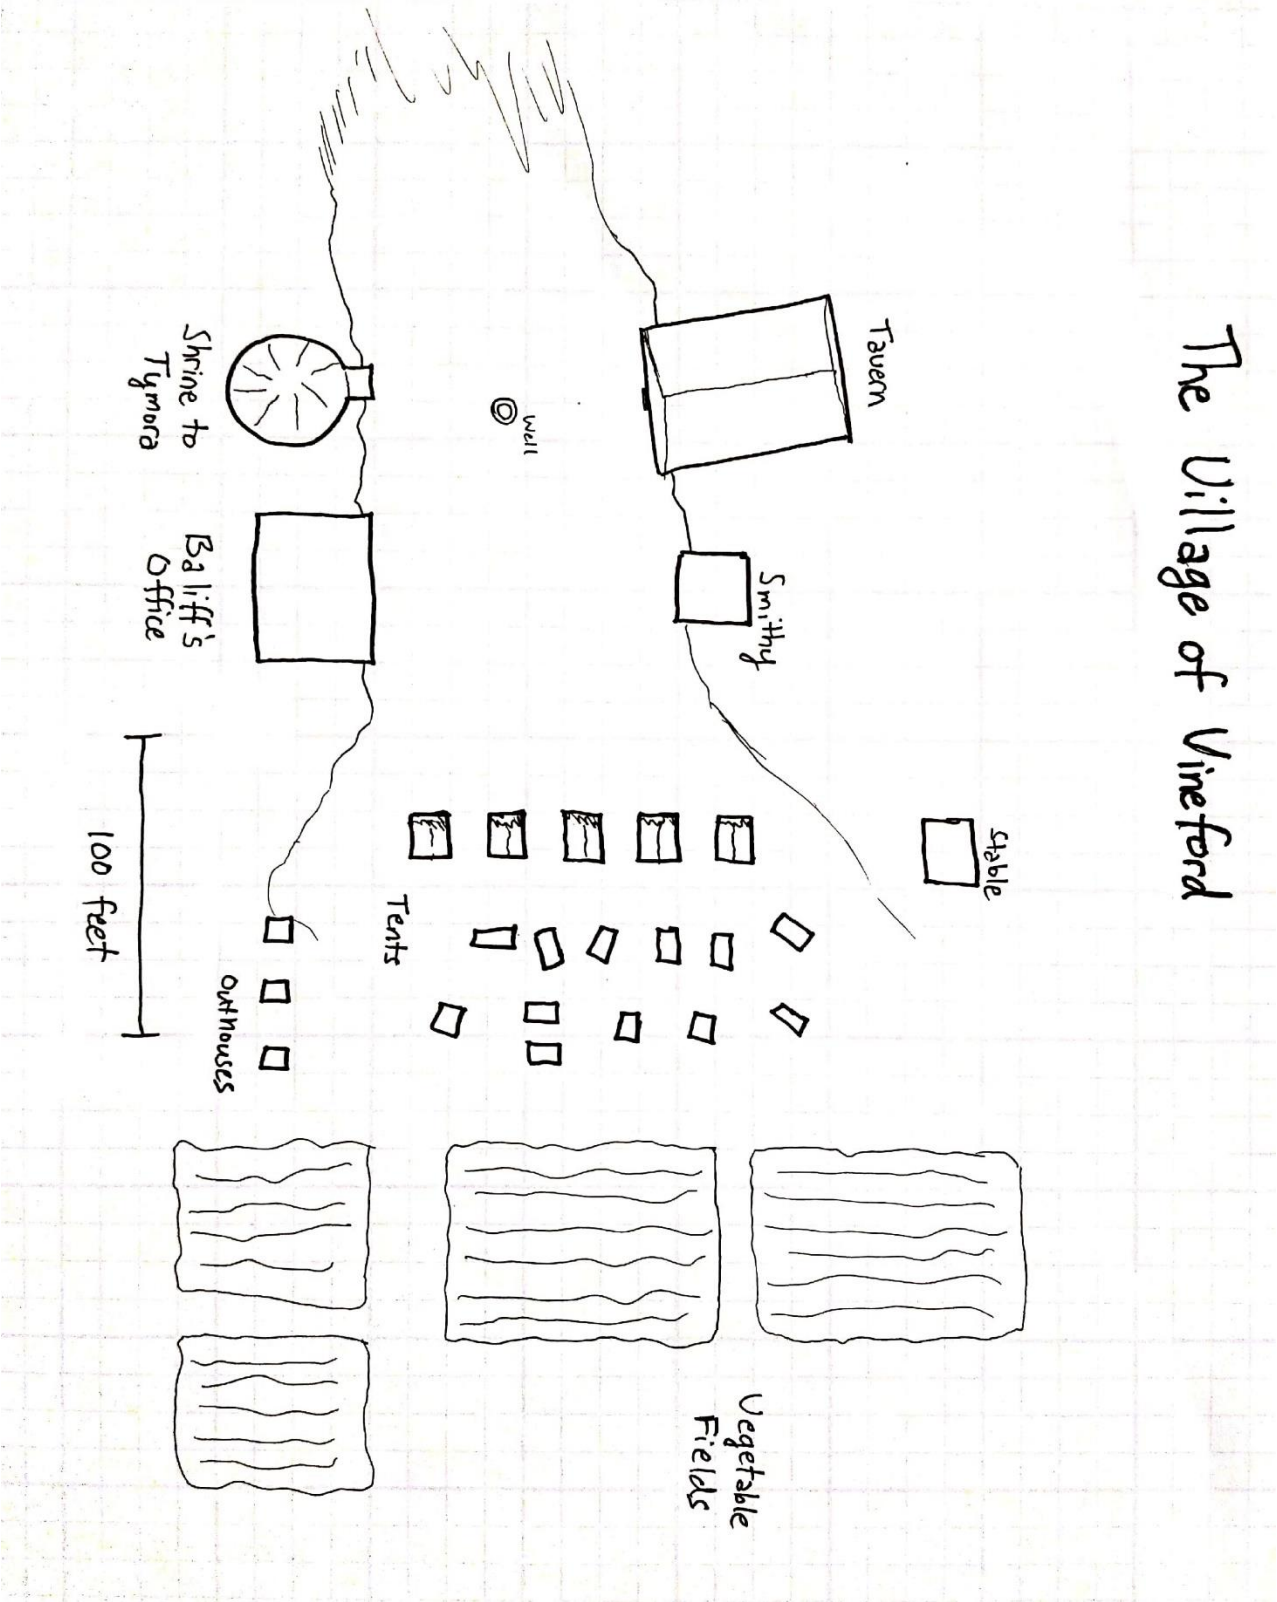 The Village of Vineford
Tavern
Smithy
Stable
Well
Shrine to
Tymora
Baliff's
Office
Tents
Outhouses
100 feet
Vegetable
Fields